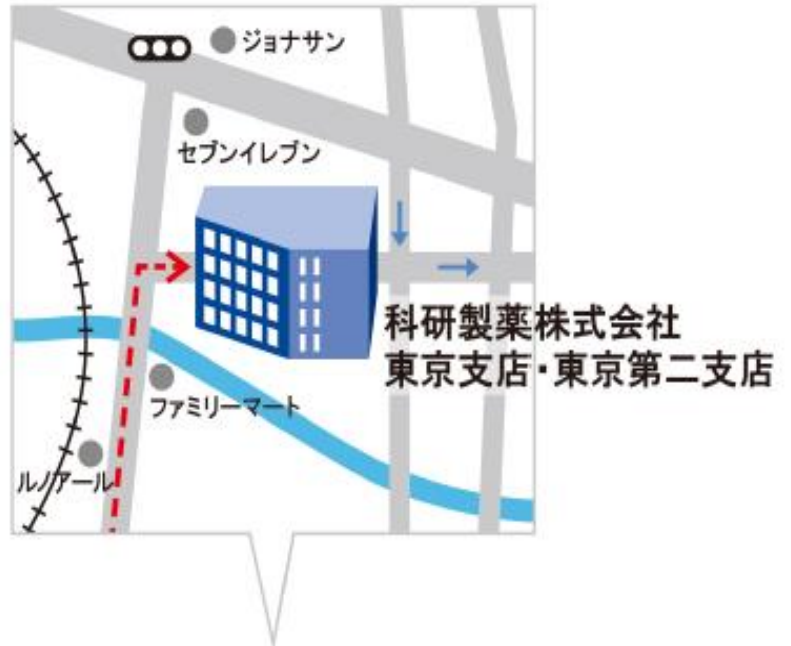 ジョナサン
セブンイレブン
科研製薬株式会社
東京支店・東京第二支店
ファミリーマート
ルノアール